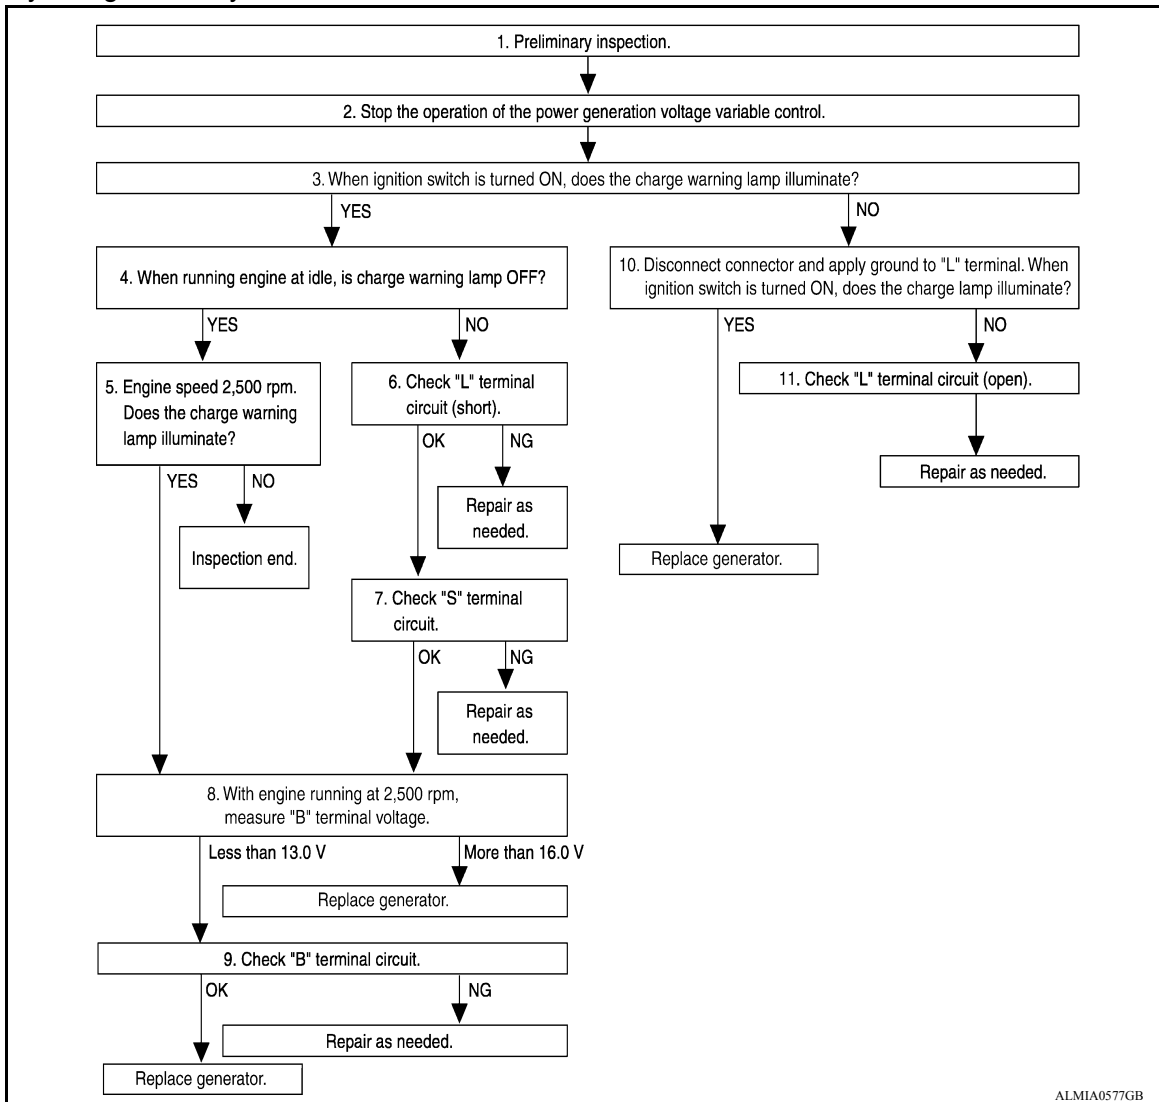 1. Preliminary inspection.
2. Stop the operation of the power generation voltage variable control.
3. When ignition switch is turned ON, does the charge warning lamp illuminate?
YES
NO
4. When running engine at idle, is charge warning lamp OFF?
10. Disconnect connector and apply ground to "L" terminal. When
ignition switch is turned ON, does the charge lamp illuminate?
YES
NO
YES
NO
5. Engine speed 2,500 rpm.
Does the charge warning
lamp illuminate?
6. Check "L" terminal
circuit (short).
11. Check "L" terminal circuit (open).
OK
NG
YES
NO
Repair as needed.
Repair as
needed.
Inspection end.
Replace generator.
7. Check "S" terminal
circuit.
OK
NG
Repair as
needed.
8. With engine running at 2,500 rpm,
measure "B" terminal voltage.
Less than 13.0 V
More than 16.0 V
Replace generator.
9. Check "B" terminal circuit.
OK
NG
Repair as needed.
Replace generator.
ALMIA0577GB